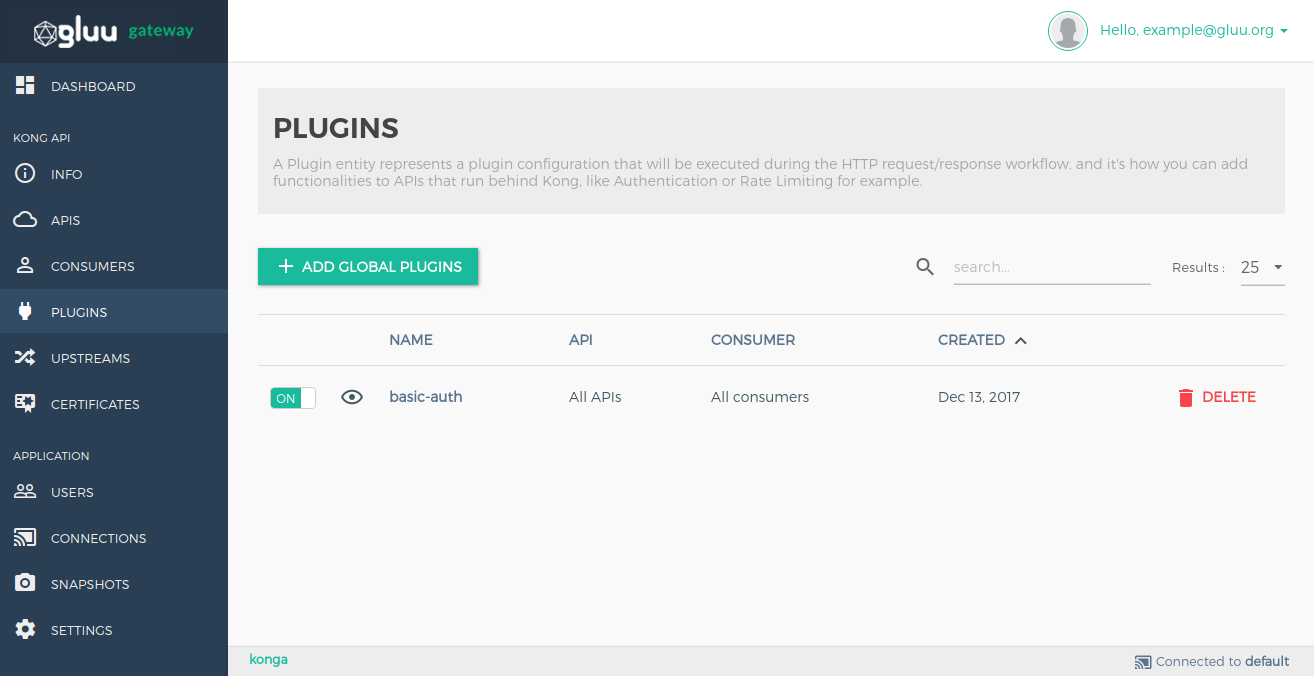 gluu gateway
Hello, example@gluu.org
DASHBOARD
KONG API
INFO
APIS
CONSUMERS
PLUGINS
UPSTREAMS
CERTIFICATES
APPLICATION
USERS
CONNECTIONS
SNAPSHOTS
SETTINGS
PLUGINS
A Plugin entity represents a plugin configuration that will be executed during the HTTP request/response workflow, and it's how you can add
functionalities to APIs that run behind Kong, like Authentication or Rate Limiting for example.
ADD GLOBAL PLUGINS
search...
Results :
25
NAME API CONSUMER CREATED
ON basic-auth All APIs All consumers Dec 13, 2017 DELETE
konga
Connected to default